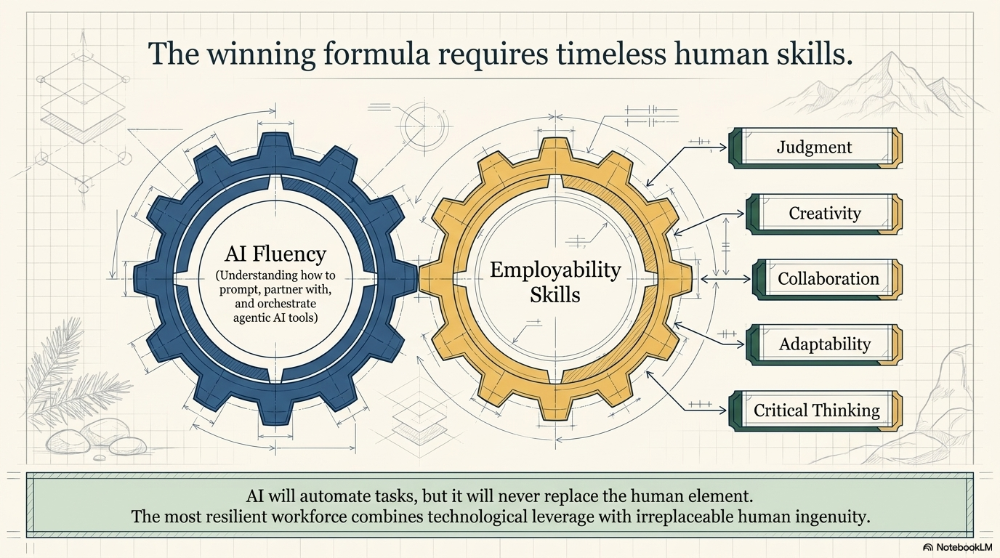 The winning formula requires timeless human skills.
AI Fluency
(Understanding how to
prompt, partner with,
and orchestrate
agentic AI tools)
Employability
Skills
Judgment
Creativity
Collaboration
Adaptability
Critical Thinking
AI will automate tasks, but it will never replace the human element.
The most resilient workforce combines technological leverage with irreplaceable human ingenuity.
NotebookLM